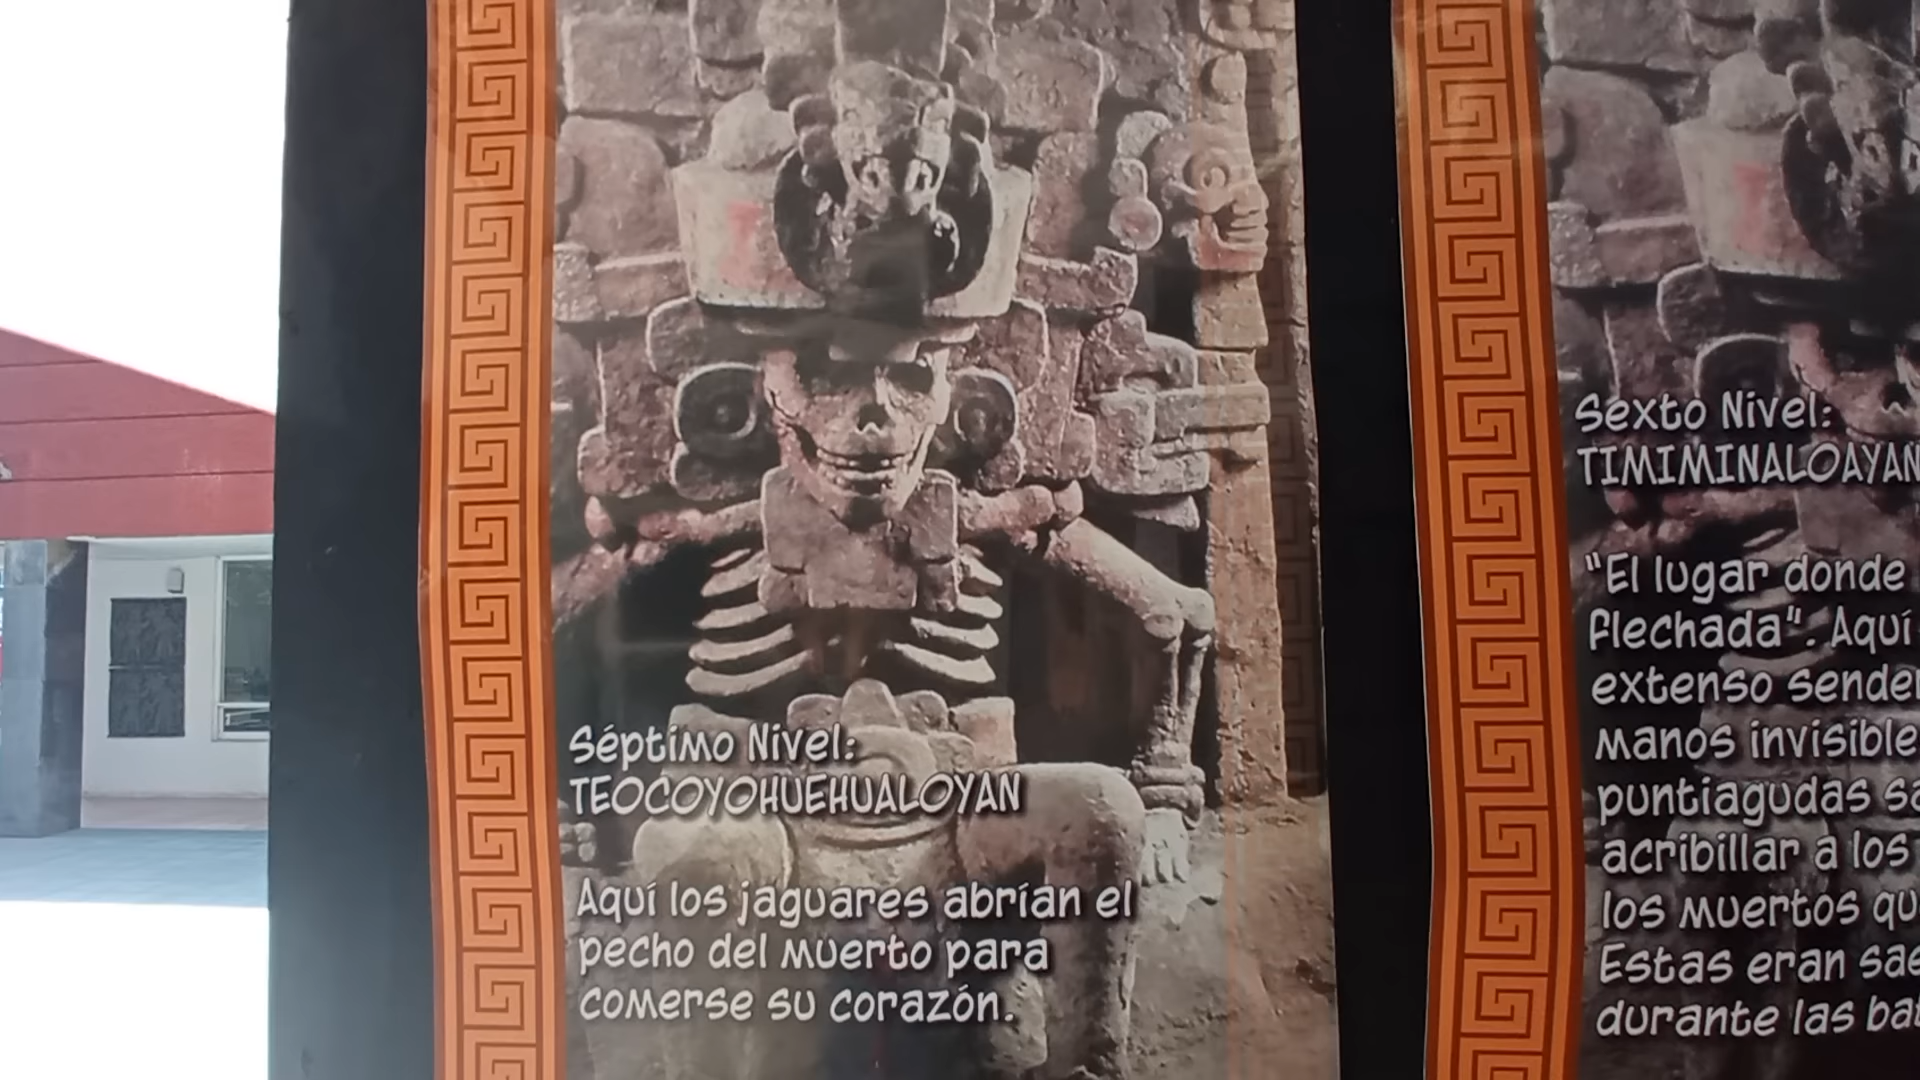 Séptimo Nivel:
TEOCOYOHUEHUALOYAN
Aquí los jaguares abrían el
pecho del muerto para
comerse su corazón.
Sexto Nivel:
TIMIMINALOAYAN
"El lugar donde
flechada". Aquí
extenso
manos
puntiagudas
acribillar a los
los muertos
Estas eran
durante las